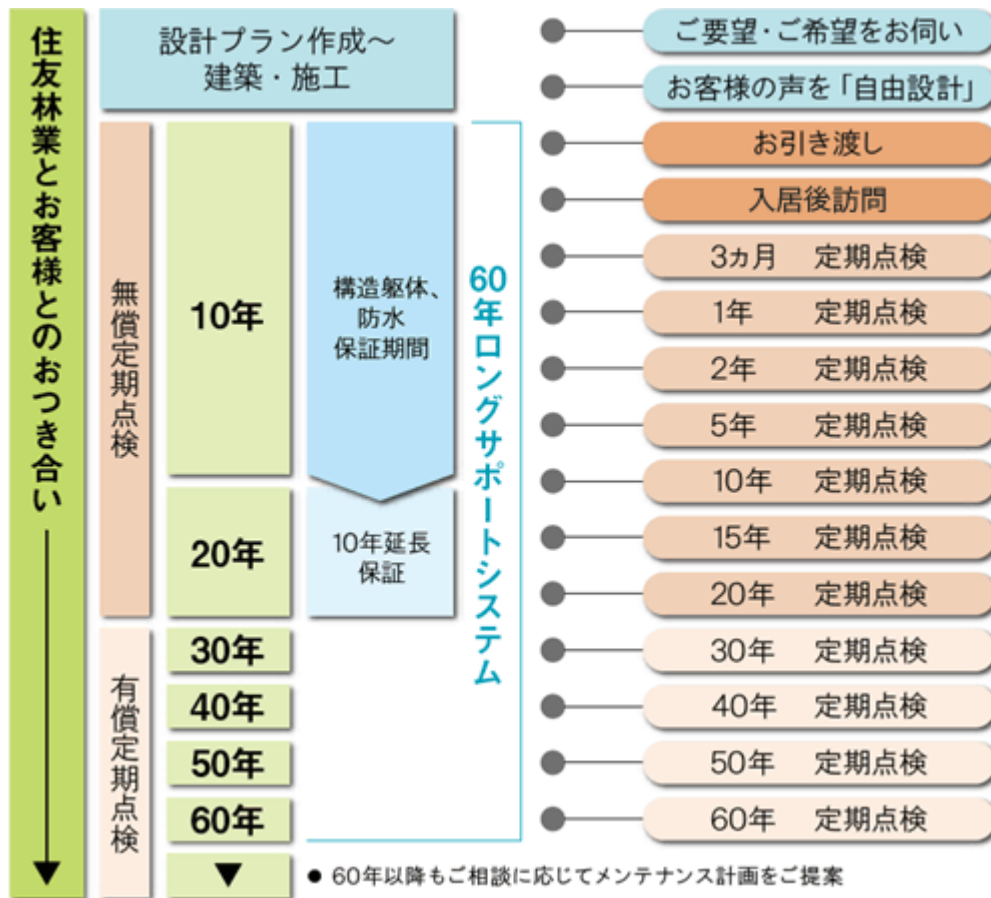 住友林業とお客様とのおつき合い
設計プラン作成～
建築・施工
無償定期点検
有償定期点検
10年
20年
30年
40年
50年
60年
▼
構造躯体、
防水
保証期間
10年延長
保証
60年ロングサポートシステム
ご要望・ご希望をお伺い
お客様の声を「自由設計」
お引き渡し
入居後訪問
3ヵ月 定期点検
1年 定期点検
2年 定期点検
5年 定期点検
10年 定期点検
15年 定期点検
20年 定期点検
30年 定期点検
40年 定期点検
50年 定期点検
60年 定期点検
● 60年以降もご相談に応じてメンテナンス計画をご提案